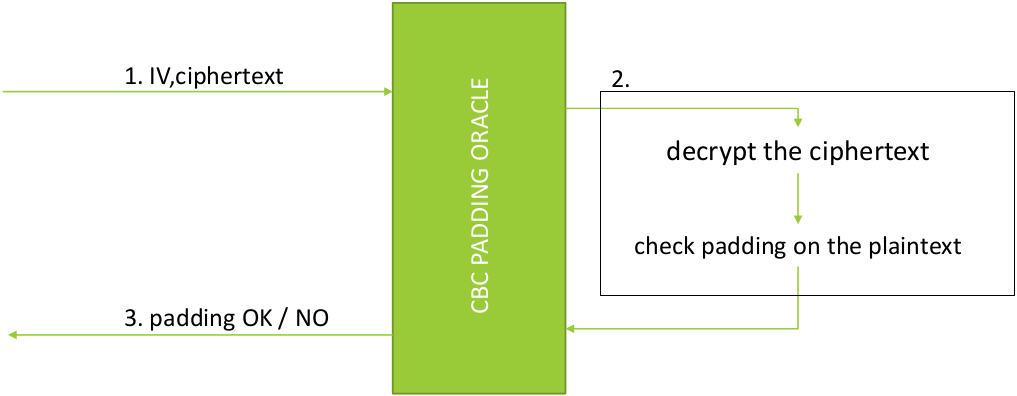 1. IV,ciphertext
CBC PADDING ORACLE
2.
decrypt the ciphertext
check padding on the plaintext
3. padding OK / NO